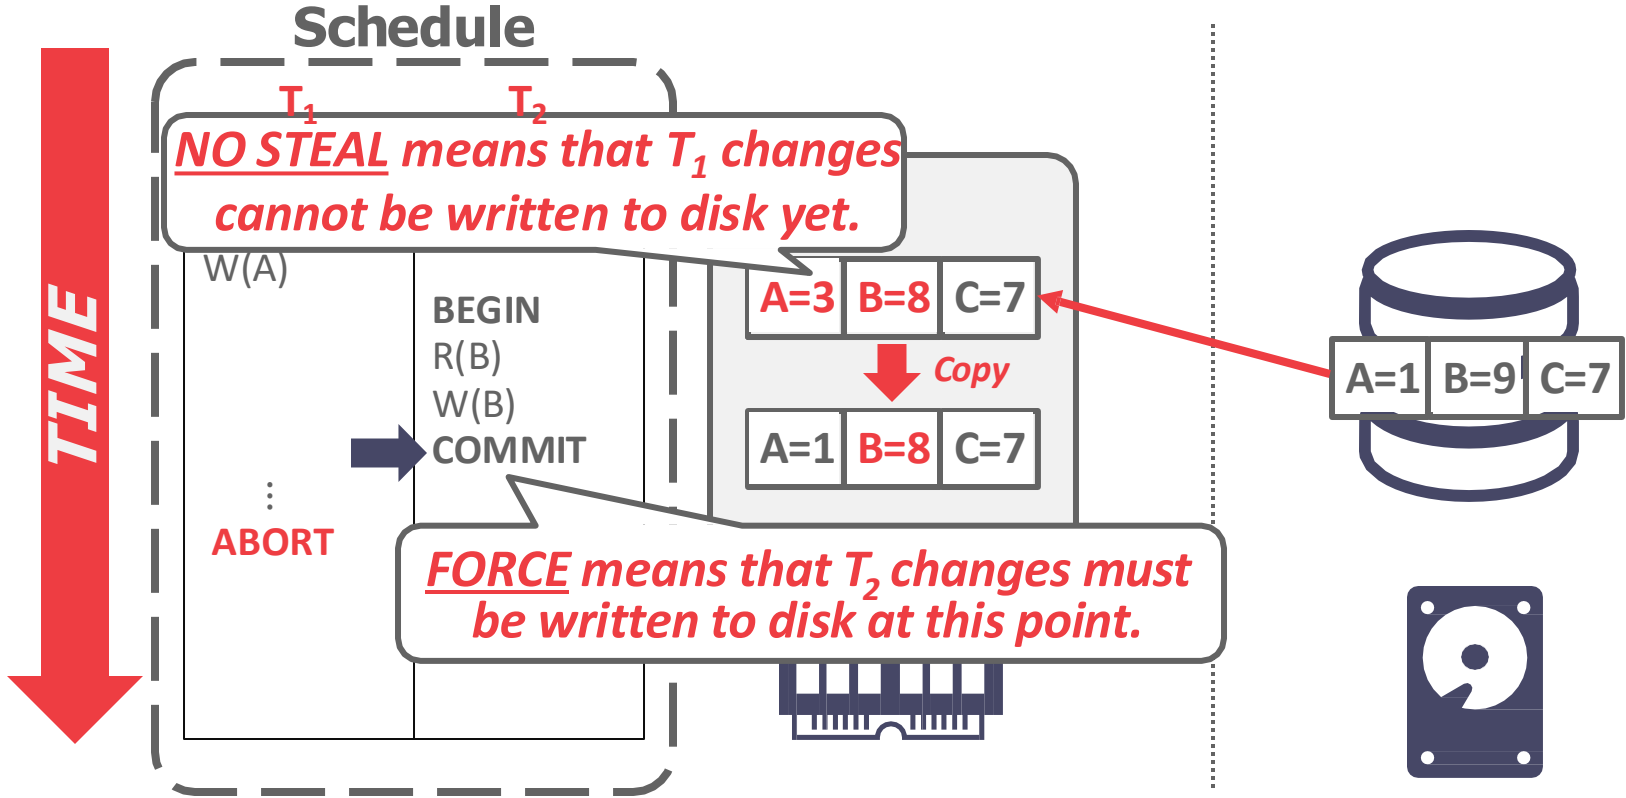 Schedule
T1 T2
NO STEAL means that T1 changes
cannot be written to disk yet.
W(A)
BEGIN
R(B)
W(B)
COMMIT
⋮
ABORT
TIME
A=3 B=8 C=7
Copy
A=1 B=8 C=7
A=1 B=9 C=7
FORCE means that T2 changes must
be written to disk at this point.